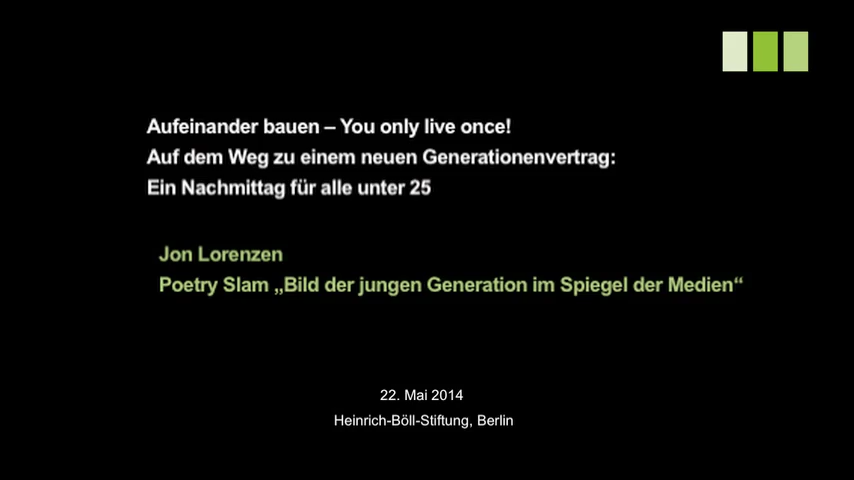 Aufeinander bauen – You only live once!
Auf dem Weg zu einem neuen Generationenvertrag:
Ein Nachmittag für alle unter 25
Jon Lorenzen
Poetry Slam „Bild der jungen Generation im Spiegel der Medien“
22. Mai 2014
Heinrich-Böll-Stiftung, Berlin